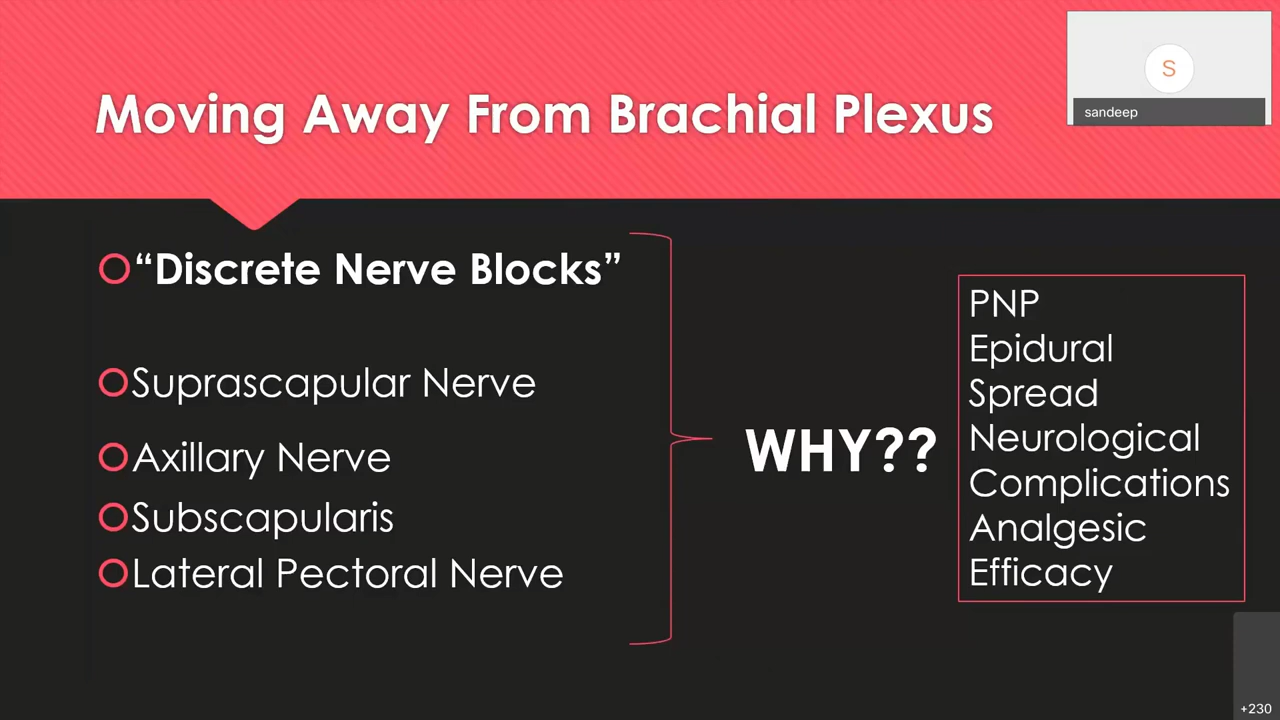 Moving Away From Brachial Plexus
S
sandeep
“Discrete Nerve Blocks”
Suprascapular Nerve
Axillary Nerve
Subscapularis
Lateral Pectoral Nerve
WHY??
PNP
Epidural
Spread
Neurological
Complications
Analgesic
Efficacy
+230